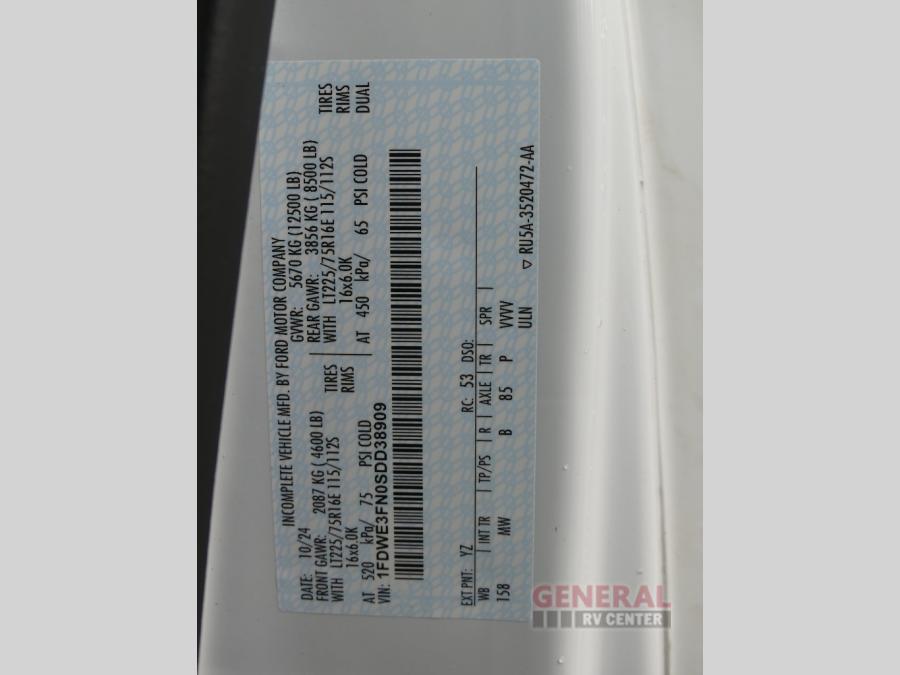 INCOMPLETE VEHICLE MFD. BY FORD MOTOR COMPANY
DATE: 10/24 GVWR: 5670 KG (12500 LB)
FRONT GAWR: 2087 KG ( 4600 LB) REAR GAWR: 3856 KG ( 8500 LB)
WITH LT225/75R16E 115/112S TIRES WITH LT225/75R16E 115/112S TIRES
16x6.0K RIMS 16x6.0K RIMS
AT 520 kPa/ 75 PSI COLD AT 450 kPa/ 65 PSI COLD DUAL
VIN: 1FDWE3FN0SDD38909
EXT PNT: YZ RC: 53 DSO:
WB | INT TR | TP/PS | R | AXLE | TR | SPR
158 MW B 85 P VVVV
ULN
▽ RU5A-3520472-AA
GENERAL
RV CENTER